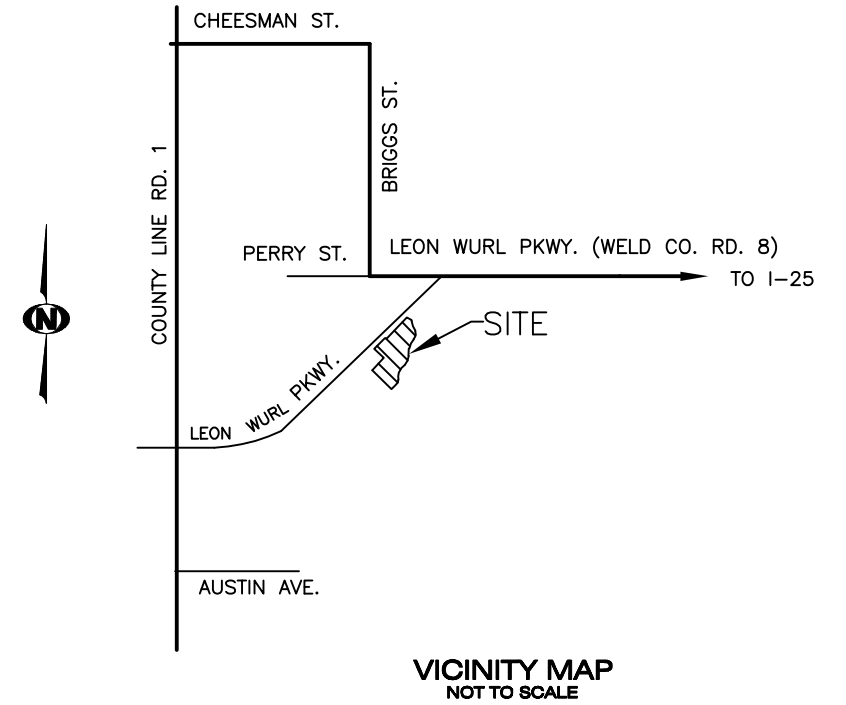 CHEESMAN ST.
BRIGGS ST.
COUNTY LINE RD. 1
PERRY ST.
LEON WURL PKWY. (WELD CO. RD. 8)
TO I-25
N
SITE
LEON WURL PKWY.
AUSTIN AVE.
VICINITY MAP
NOT TO SCALE